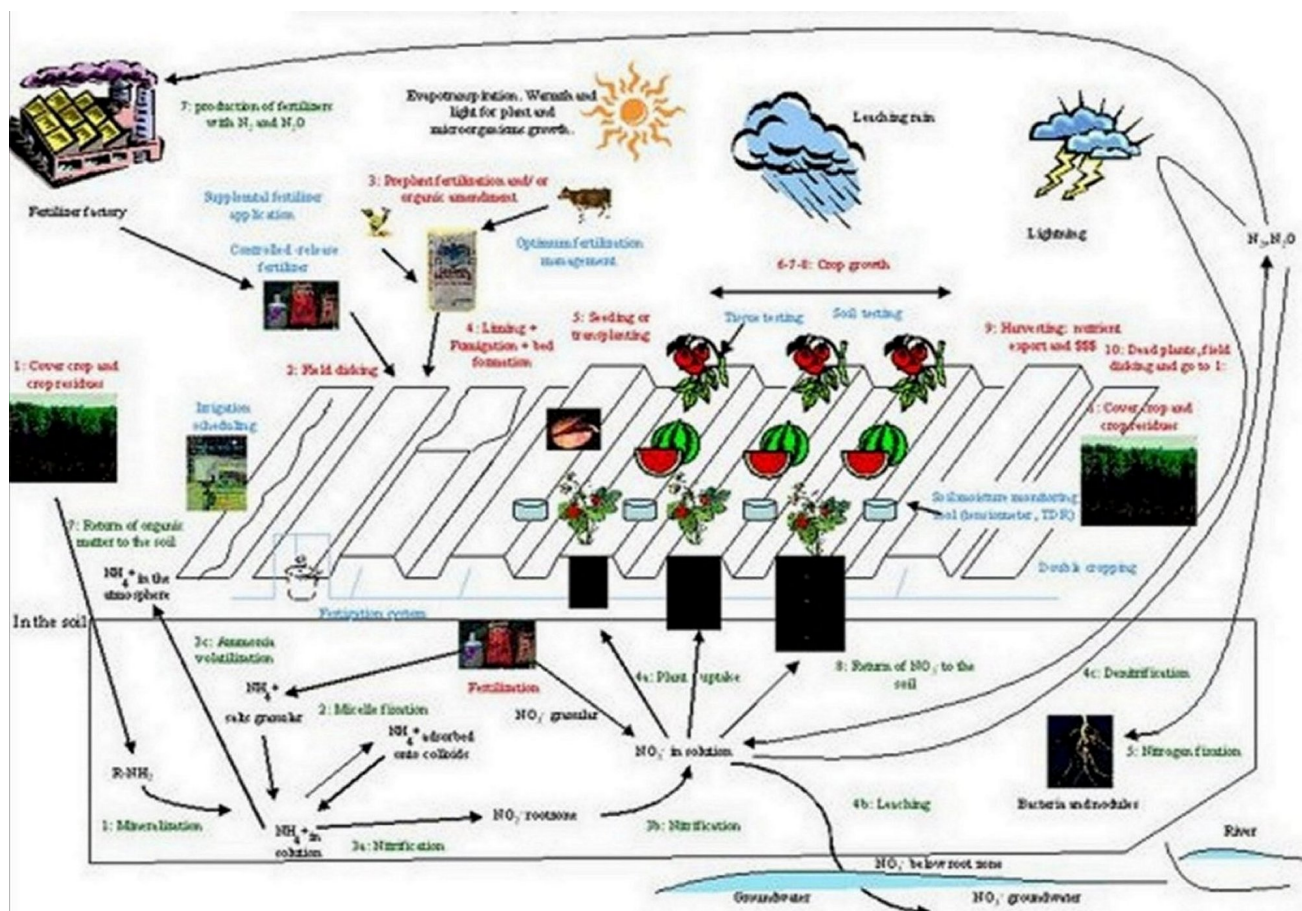 7: production of fertilizers
with N₂ and N₂O
Evapotranspiration. Warmth and
light for plant and
microorganisms growth.
Leaching rain
Fertilizer factory
Supplemental fertilizer
application
3: Preplant fertilization and/ or
organic amendment
Controlled-release
fertilizer
Optimum fertilization
management
Lightning
N₂, N₂O
6-7-8: Crop growth
Tissue testing
Soil testing
5: Seeding or
transplanting
4: Liming +
Fumigation + bed
formation
2: Field disking
9: Harvesting: nutrient
export and $$$
10: Dead plants, field
disking and go to 1:
1: Cover crop and
crop residues
Irrigation
scheduling
1: Cover crop and
crop residues
Soil moisture monitoring
tool (tensiometer, TDR)
Double cropping
7: Return of organic
matter to the soil
NH₄⁺ in the
atmosphere
Fertigation system
In the soil
3c: Ammonia
volatilization
Fertilization
4a: Plant uptake
8: Return of NO₃⁻ to the
soil
4c: Denitrification
NH₄⁺
salts granular
2: Micelle fixation
NO₃⁻ granular
NH₄⁺ adsorbed
onto colloids
NO₃⁻ in solution
5: Nitrogen fixation
R-NH₂
Bacteria and nodules
1: Mineralization
NH₄⁺ in
solution
3a: Nitrification
NO₂⁻ rootzone
3b: Nitrification
4b: Leaching
River
NO₃⁻ below root zone
Groundwater
NO₃⁻ groundwater